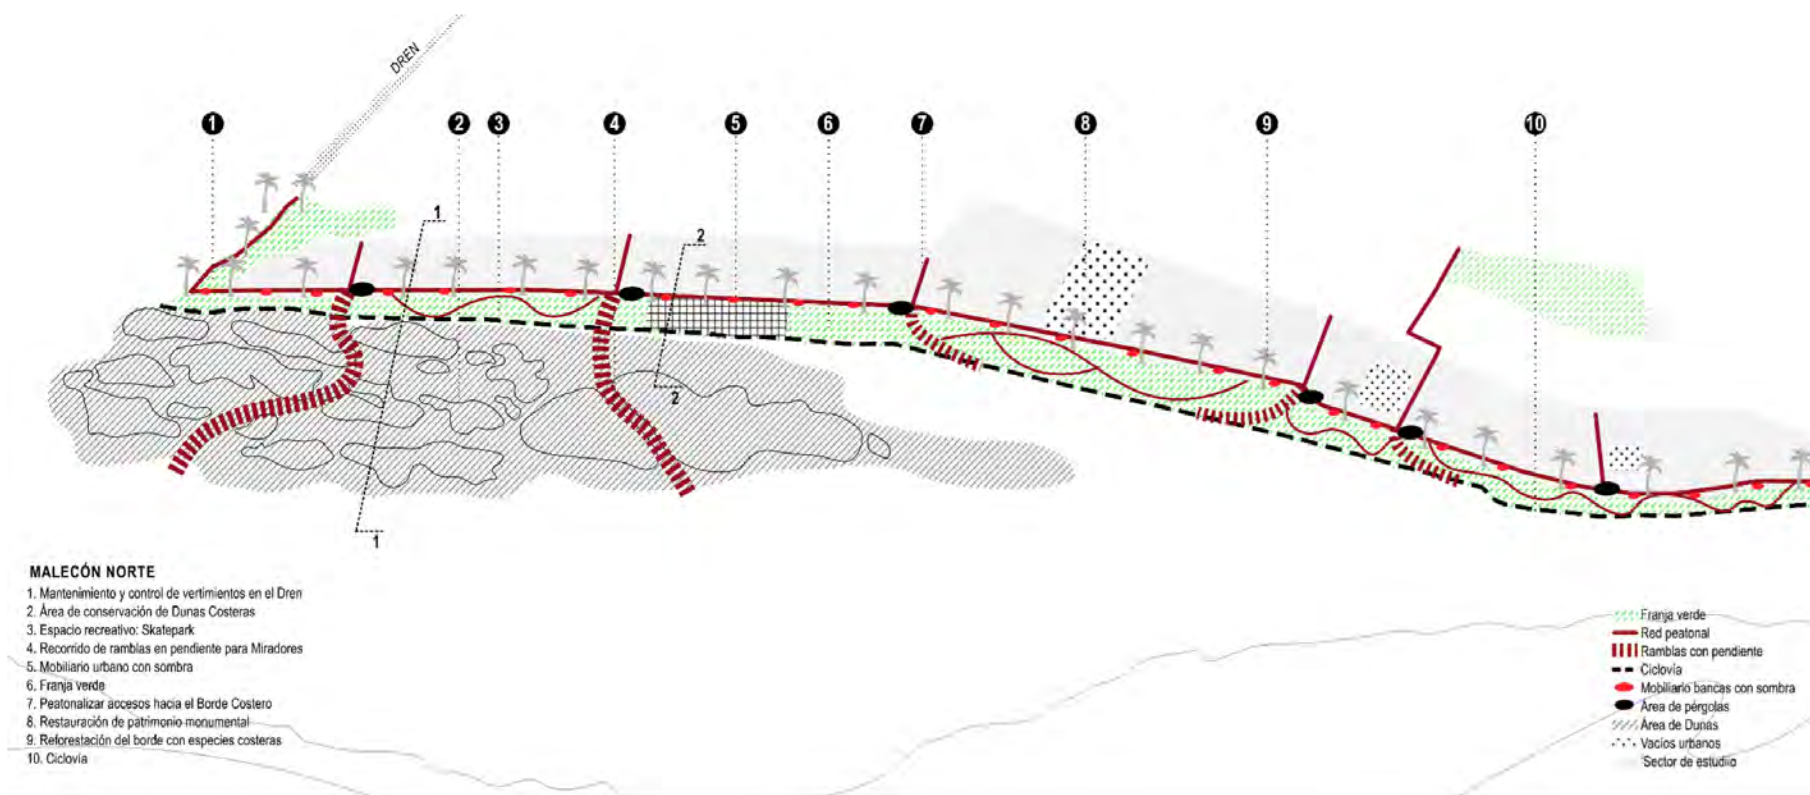 DREN
1 2 3 4 5 6 7 8 9 10
1
2
2
1
MALECÓN NORTE
1. Mantenimiento y control de vertimientos en el Dren
2. Área de conservación de Dunas Costeras
3. Espacio recreativo: Skatepark
4. Recorrido de ramblas en pendiente para Miradores
5. Mobiliario urbano con sombra
6. Franja verde
7. Peatonalizar accesos hacia el Borde Costero
8. Restauración de patrimonio monumental
9. Reforestación del borde con especies costeras
10. Ciclovía
Franja verde
Red peatonal
Ramblas con pendiente
Ciclovía
Mobiliario bancas con sombra
Área de pérgolas
Área de Dunas
Vacíos urbanos
Sector de estudio